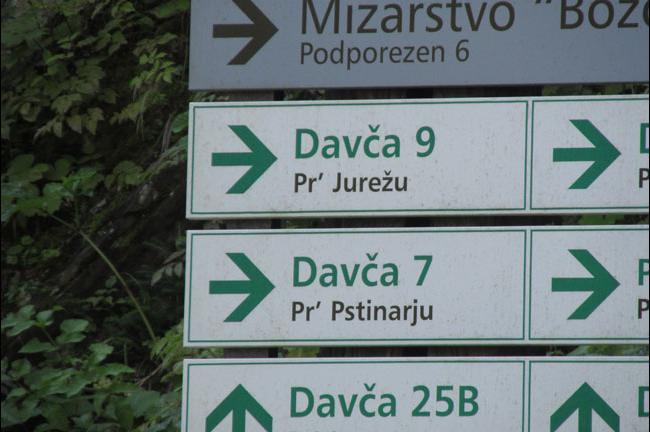 Mizarstvo
Podporezen 6
Davča 9
Pr' Jurežu
Davča 7
Pr' Pstinarju
Davča 25B